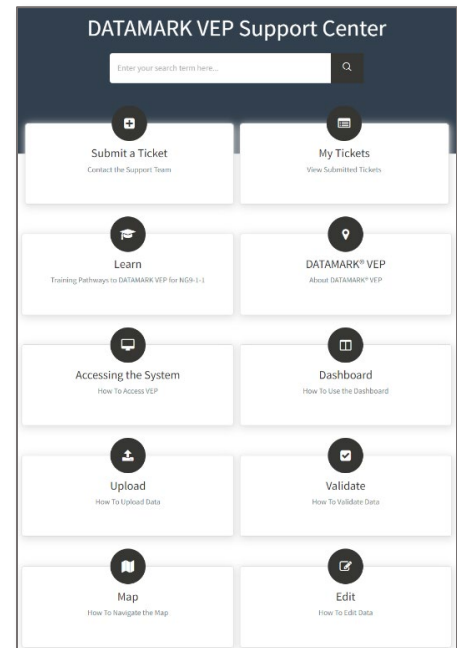 DATAMARK VEP Support Center
Enter your search term here...
Submit a Ticket
Contact the Support Team
My Tickets
View Submitted Tickets
Learn
Training Pathways to DATAMARK VEP for NG9-1-1
DATAMARK® VEP
About DATAMARK® VEP
Accessing the System
How To Access VEP
Dashboard
How To Use the Dashboard
Upload
How To Upload Data
Validate
How To Validate Data
Map
How To Navigate the Map
Edit
How To Edit Data